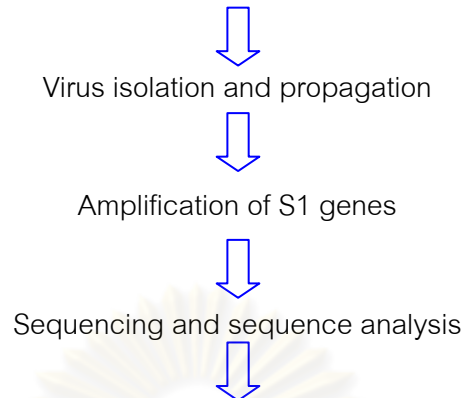 Virus isolation and propagation
Amplification of S1 genes
Sequencing and sequence analysis